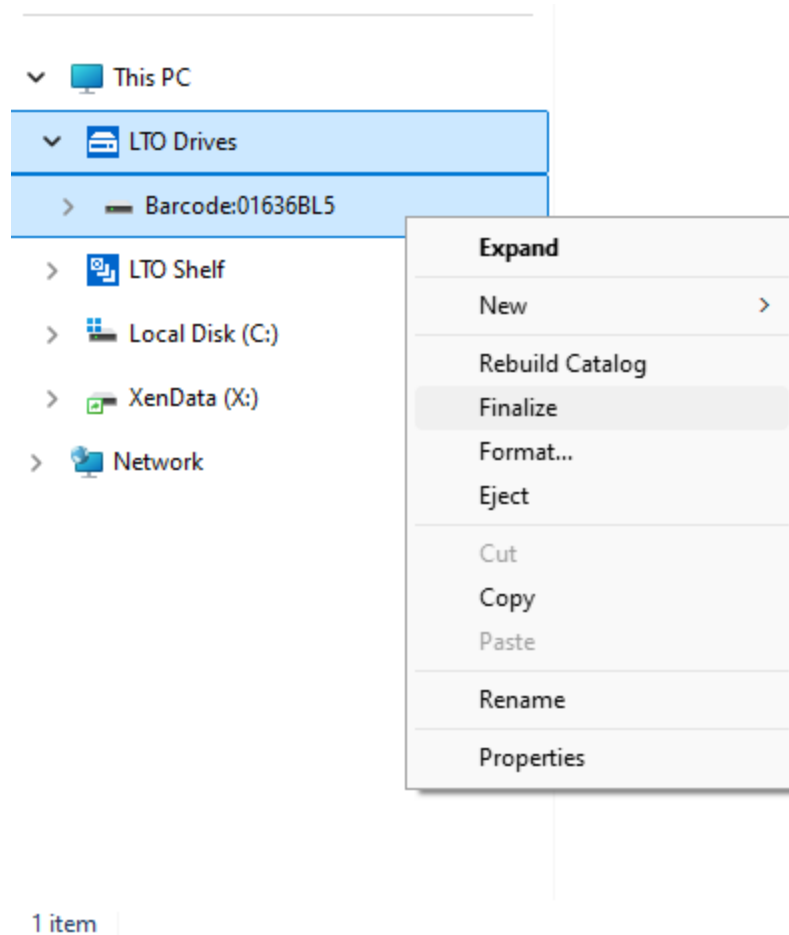 This PC
LTO Drives
Barcode:01636BL5
LTO Shelf
Local Disk (C:)
XenData (X:)
Network
Expand
New
Rebuild Catalog
Finalize
Format...
Eject
Cut
Copy
Paste
Rename
Properties
1 item